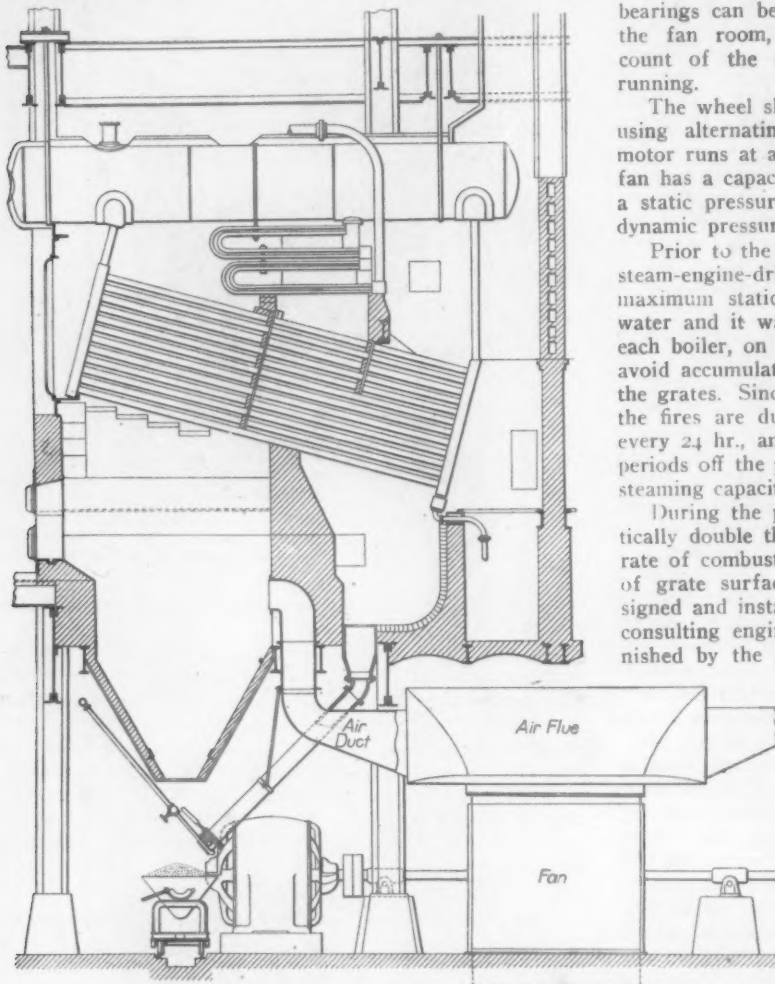 bearings can be
the fan room,
count of the
running.
The wheel sh
using alternatin
motor runs at a
fan has a capac
a static pressur
dynamic pressur
Prior to the
steam-engine-dri
maximum static
water and it wa
each boiler, on
avoid accumulat
the grates. Sinc
the fires are du
every 24 hr., an
periods off the
steaming capacit
During the p
tically double th
rate of combust
of grate surfac
signed and insta
consulting engin
nished by the
Air
Duct
Air Flue
Fan